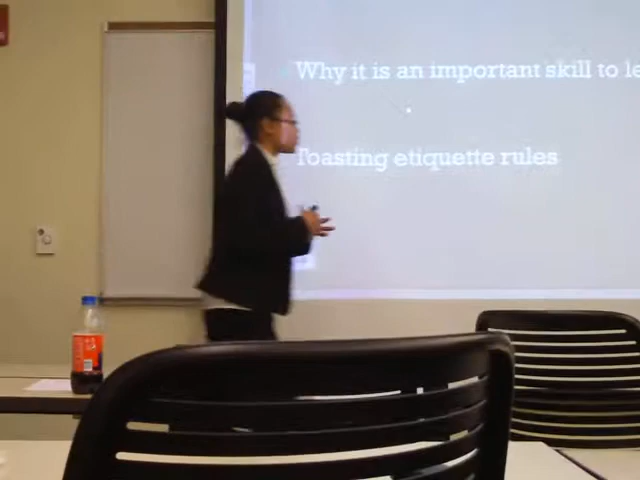 Why it is an important skill to le
Toasting etiquette rules